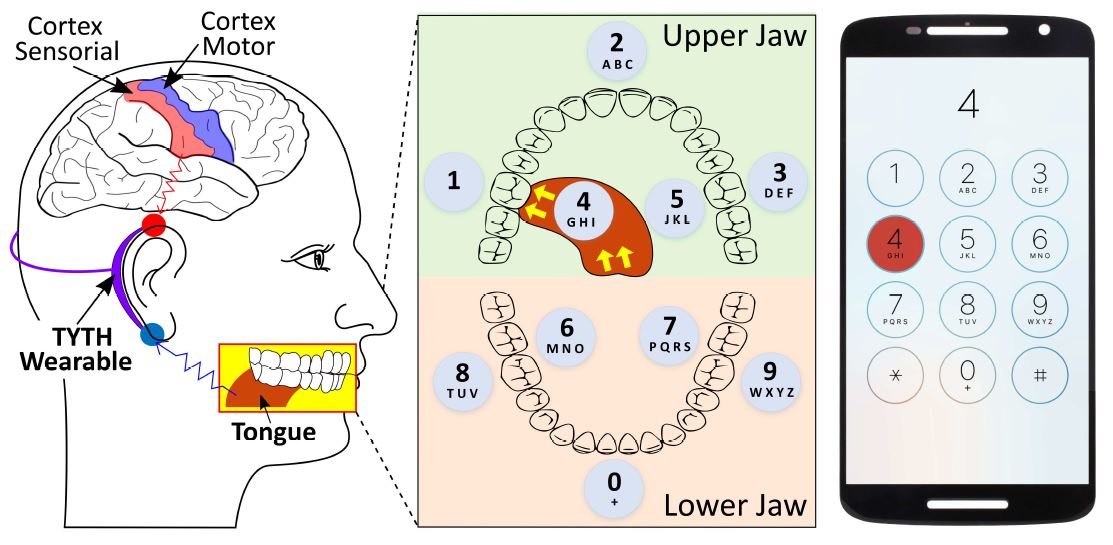 Cortex
Sensorial
Cortex
Motor
TYTH
Wearable
Tongue
Upper Jaw
2
ABC
1
3
DEF
4
GHI
5
JKL
6
MNO
7
PQRS
8
TUV
9
WXYZ
0
+
Lower Jaw
4
1
2
ABC
3
DEF
4
GHI
5
JKL
6
MNO
7
PQRS
8
TUV
9
WXYZ
*
0
+
#